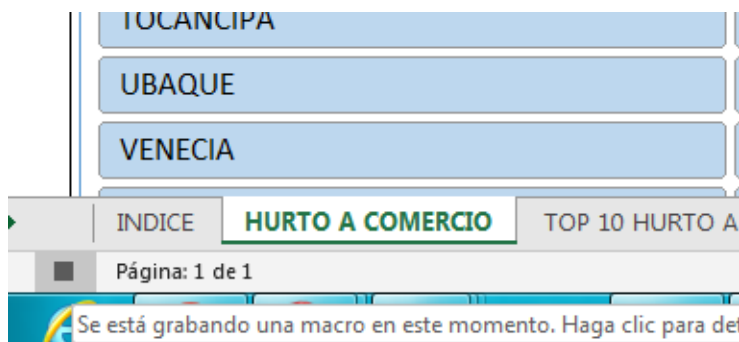 TOCANCIPA
UBAQUE
VENECIA
INDICE HURTO A COMERCIO TOP 10 HURTO A
Página: 1 de 1
Se está grabando una macro en este momento. Haga clic para